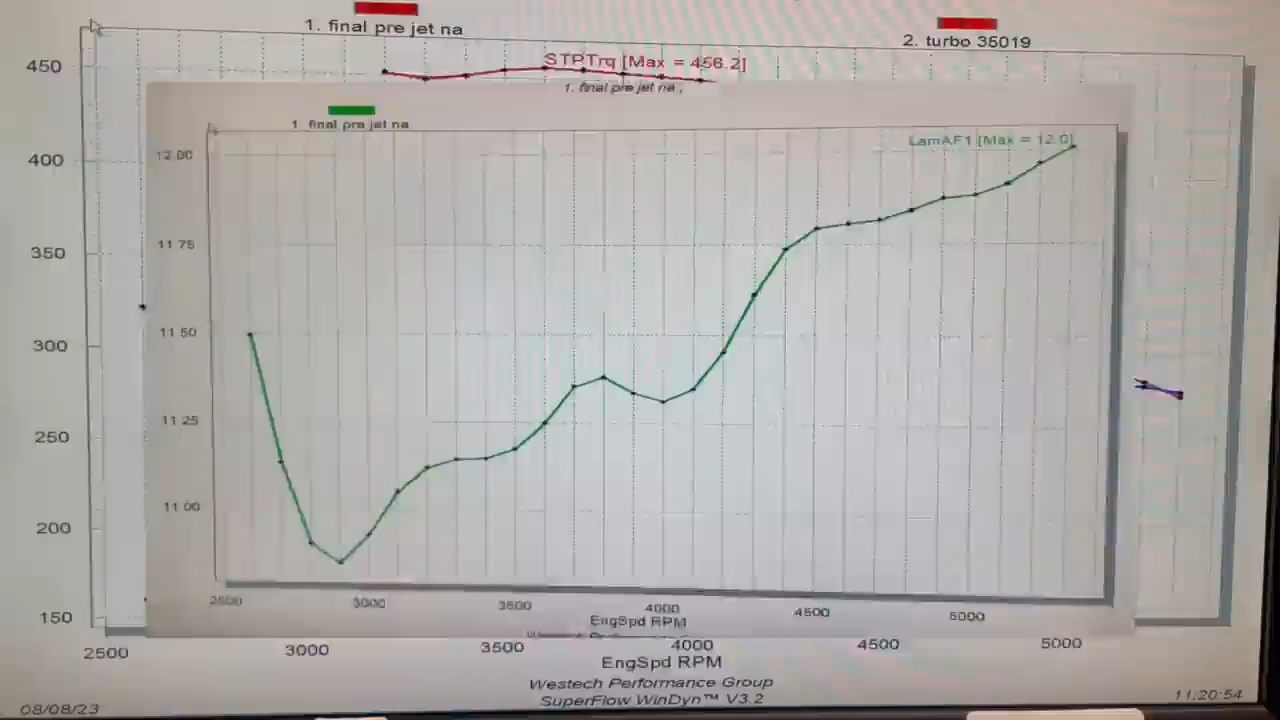 1. final pre jet na
2. turbo 35019
450
STPTrq [Max = 456.2]
1. final pre jet na ,
1. final pre jet na
LamAF1 [Max = 12.0]
12.00
400
11.75
350
11.50
300
11.25
250
11.00
200
150
2500 3000 3500 4000 4500 5000
EngSpd RPM
2500 3000 3500 4000 4500 5000
EngSpd RPM
Westech Performance Group
SuperFlow WinDyn™ V3.2
08/08/23
11:20:54